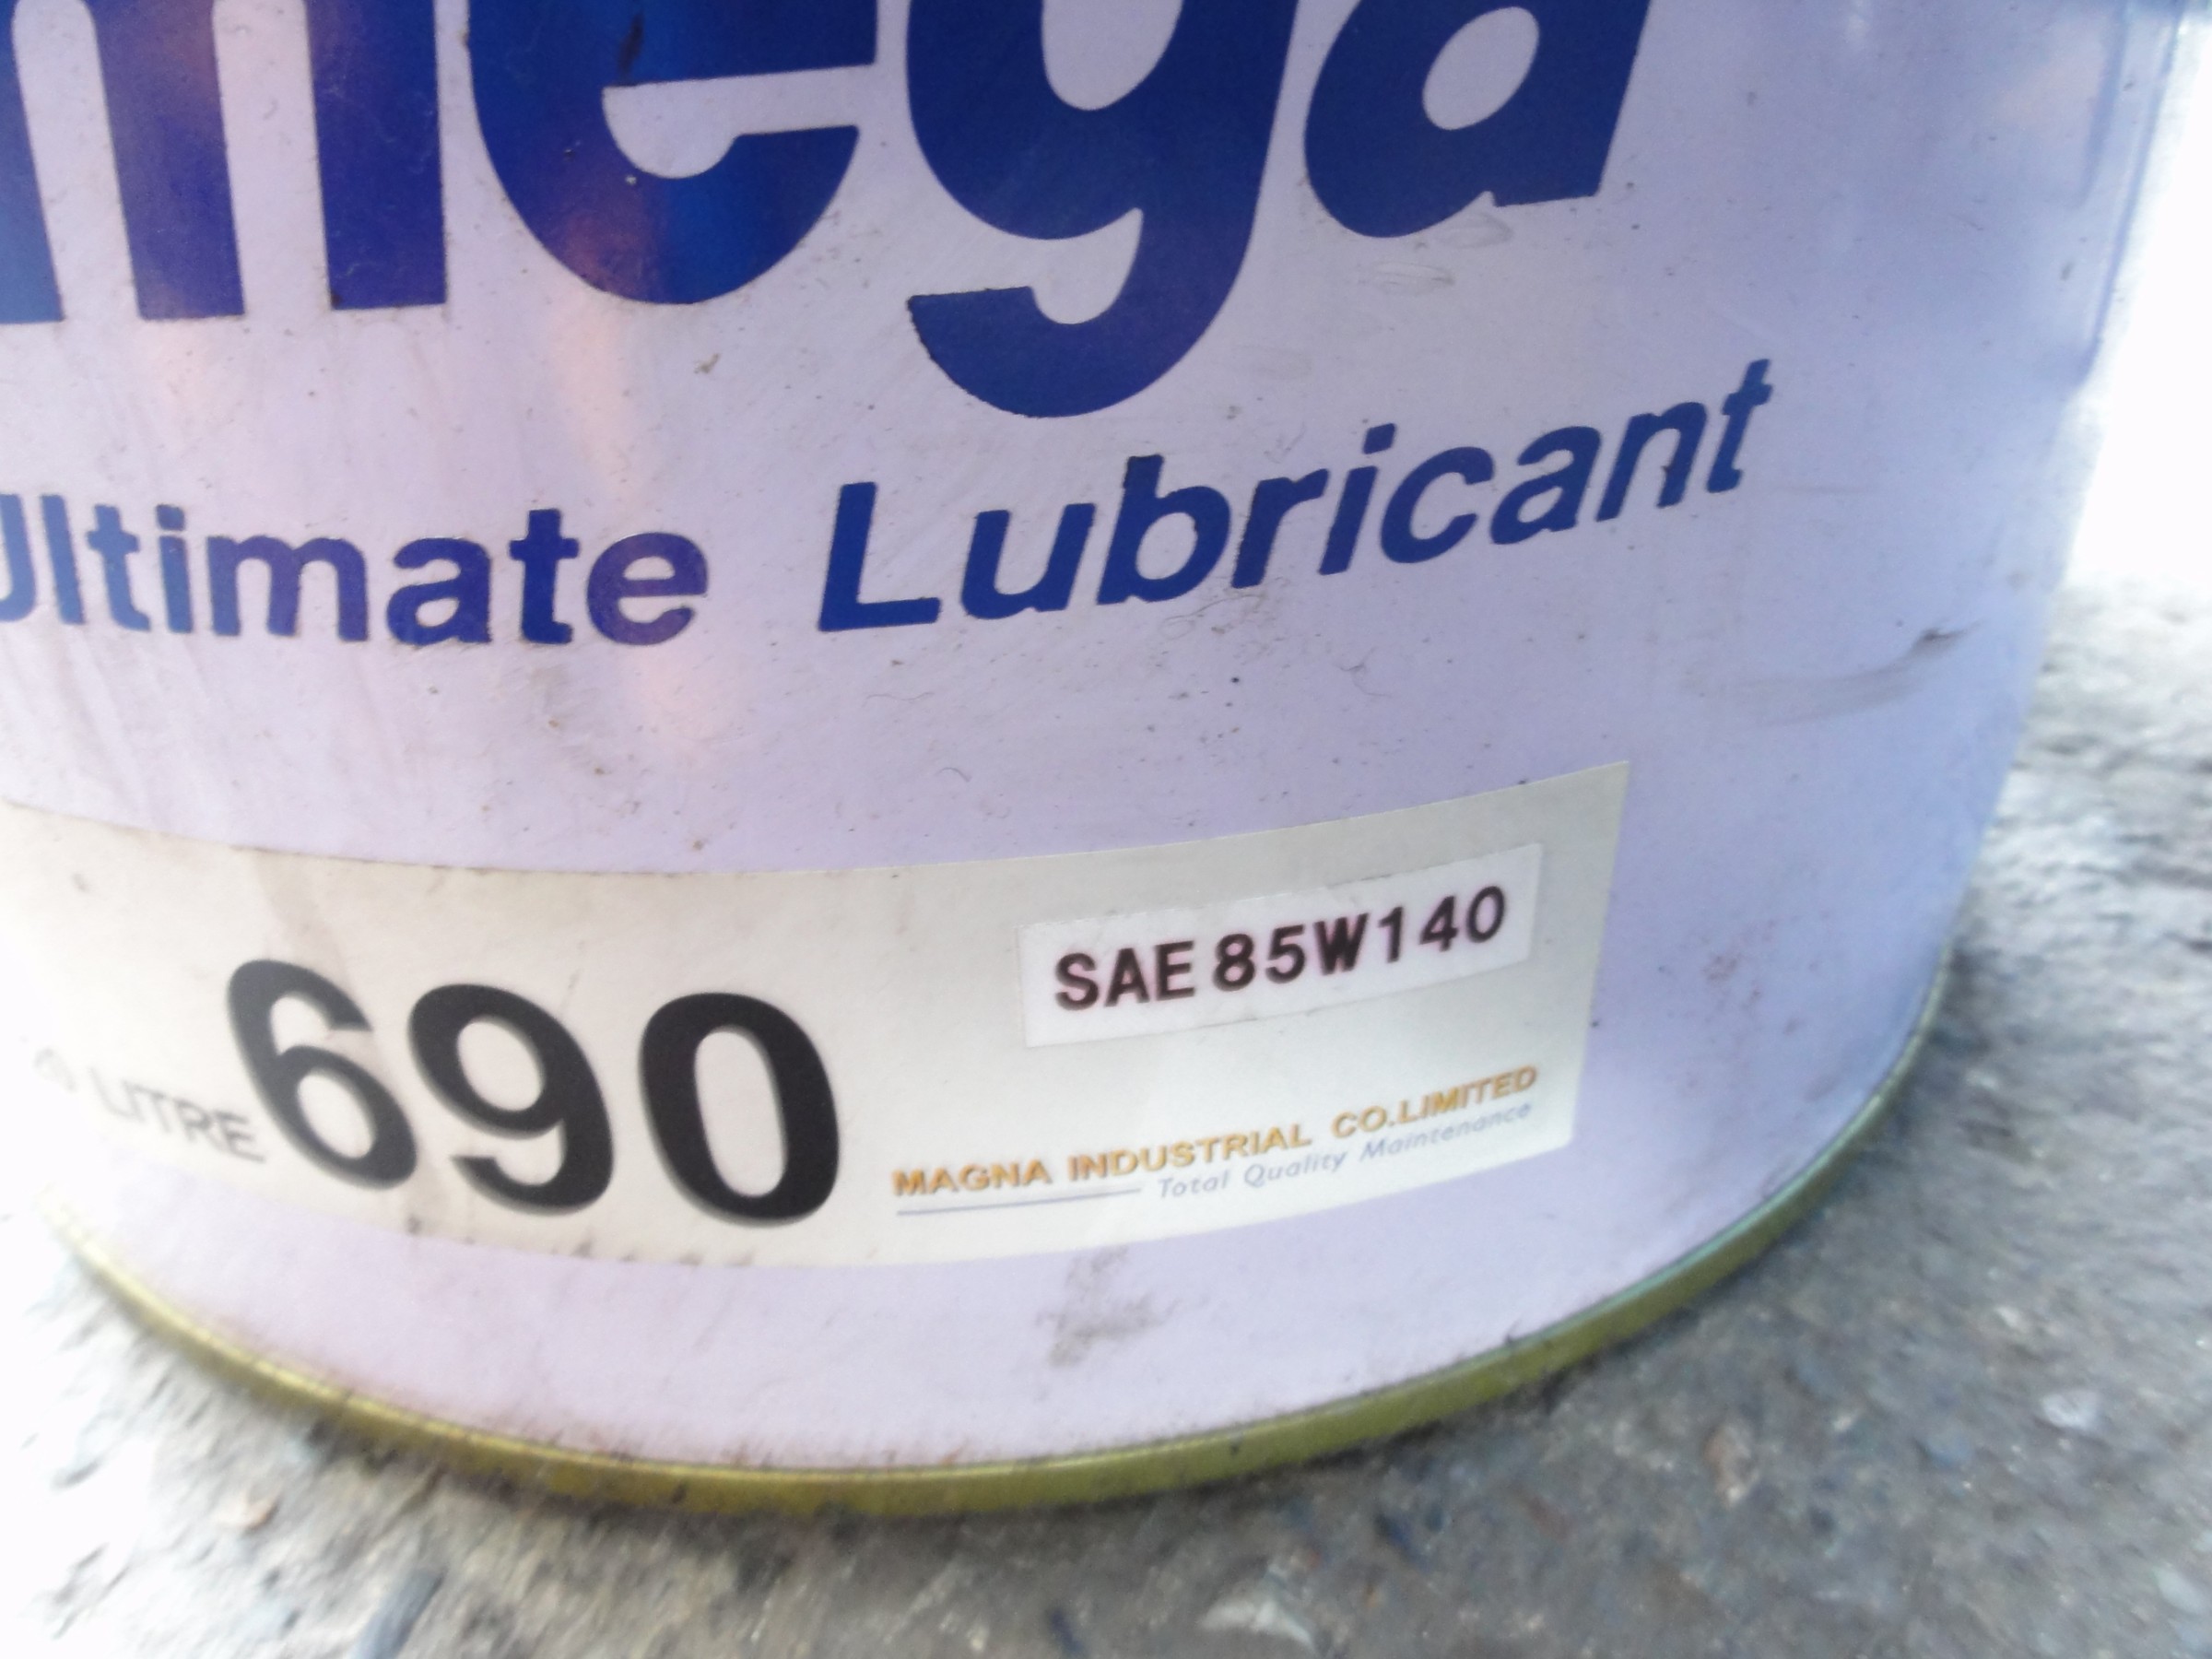 mega
Ultimate Lubricant
SAE 85W140
LITRE 690
MAGNA INDUSTRIAL CO.LIMITED
Total Quality Maintenance